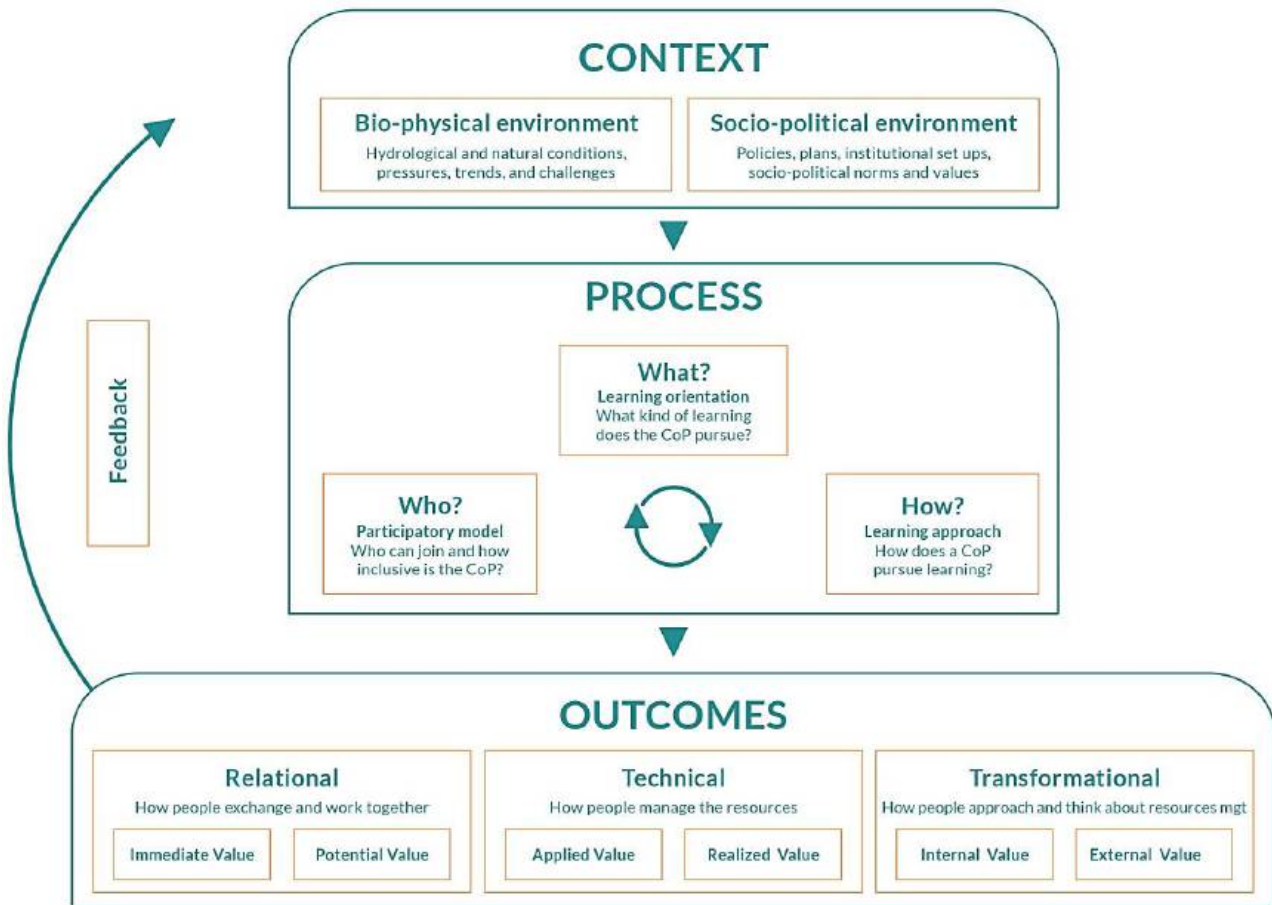 CONTEXT
Bio-physical environment
Hydrological and natural conditions,
pressures, trends, and challenges
Socio-political environment
Policies, plans, institutional set ups,
socio-political norms and values
PROCESS
What?
Learning orientation
What kind of learning
does the CoP pursue?
Who?
Participatory model
Who can join and how
inclusive is the CoP?
How?
Learning approach
How does a CoP
pursue learning?
Feedback
OUTCOMES
Relational
How people exchange and work together
Immediate Value
Potential Value
Technical
How people manage the resources
Applied Value
Realized Value
Transformational
How people approach and think about resources mgt
Internal Value
External Value